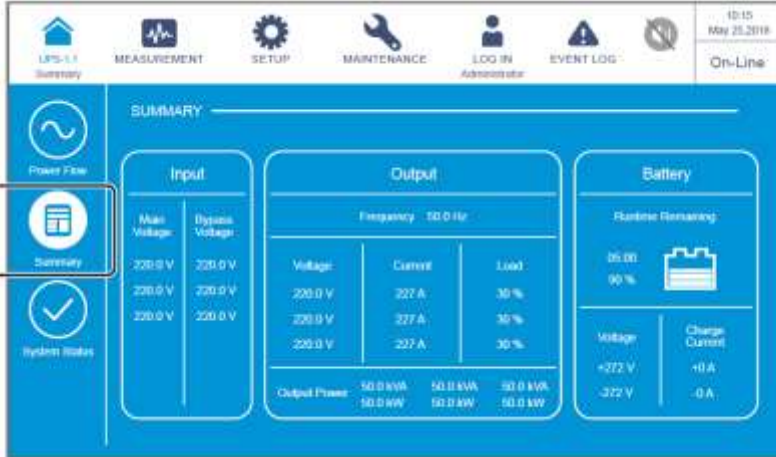 10:15
May 25,2018
UPS-1.1
Summary
MEASUREMENT
SETUP
MAINTENANCE
LOG IN
Administrator
EVENT LOG
On-Line
Power Flow
Summary
System Status
SUMMARY
Input
Main Voltage
Bypass Voltage
220.0 V 220.0 V
220.0 V 220.0 V
220.0 V 220.0 V
Output
Frequency 50.0 Hz
Voltage Current Load
220.0 V 227 A 30 %
220.0 V 227 A 30 %
220.0 V 227 A 30 %
Output Power 50.0 kVA 50.0 kVA 50.0 kVA
50.0 kW 50.0 kW 50.0 kW
Battery
Runtime Remaining
05:00
90 %
Voltage
Charge Current
+272 V +0 A
-272 V -0 A